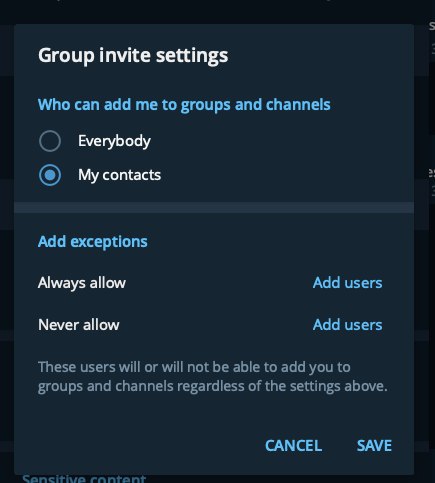 Group invite settings
Who can add me to groups and channels
Everybody
My contacts
Add exceptions
Always allow
Add users
Never allow
Add users
These users will or will not be able to add you to
groups and channels regardless of the settings above.
CANCEL
SAVE
Sensitive content